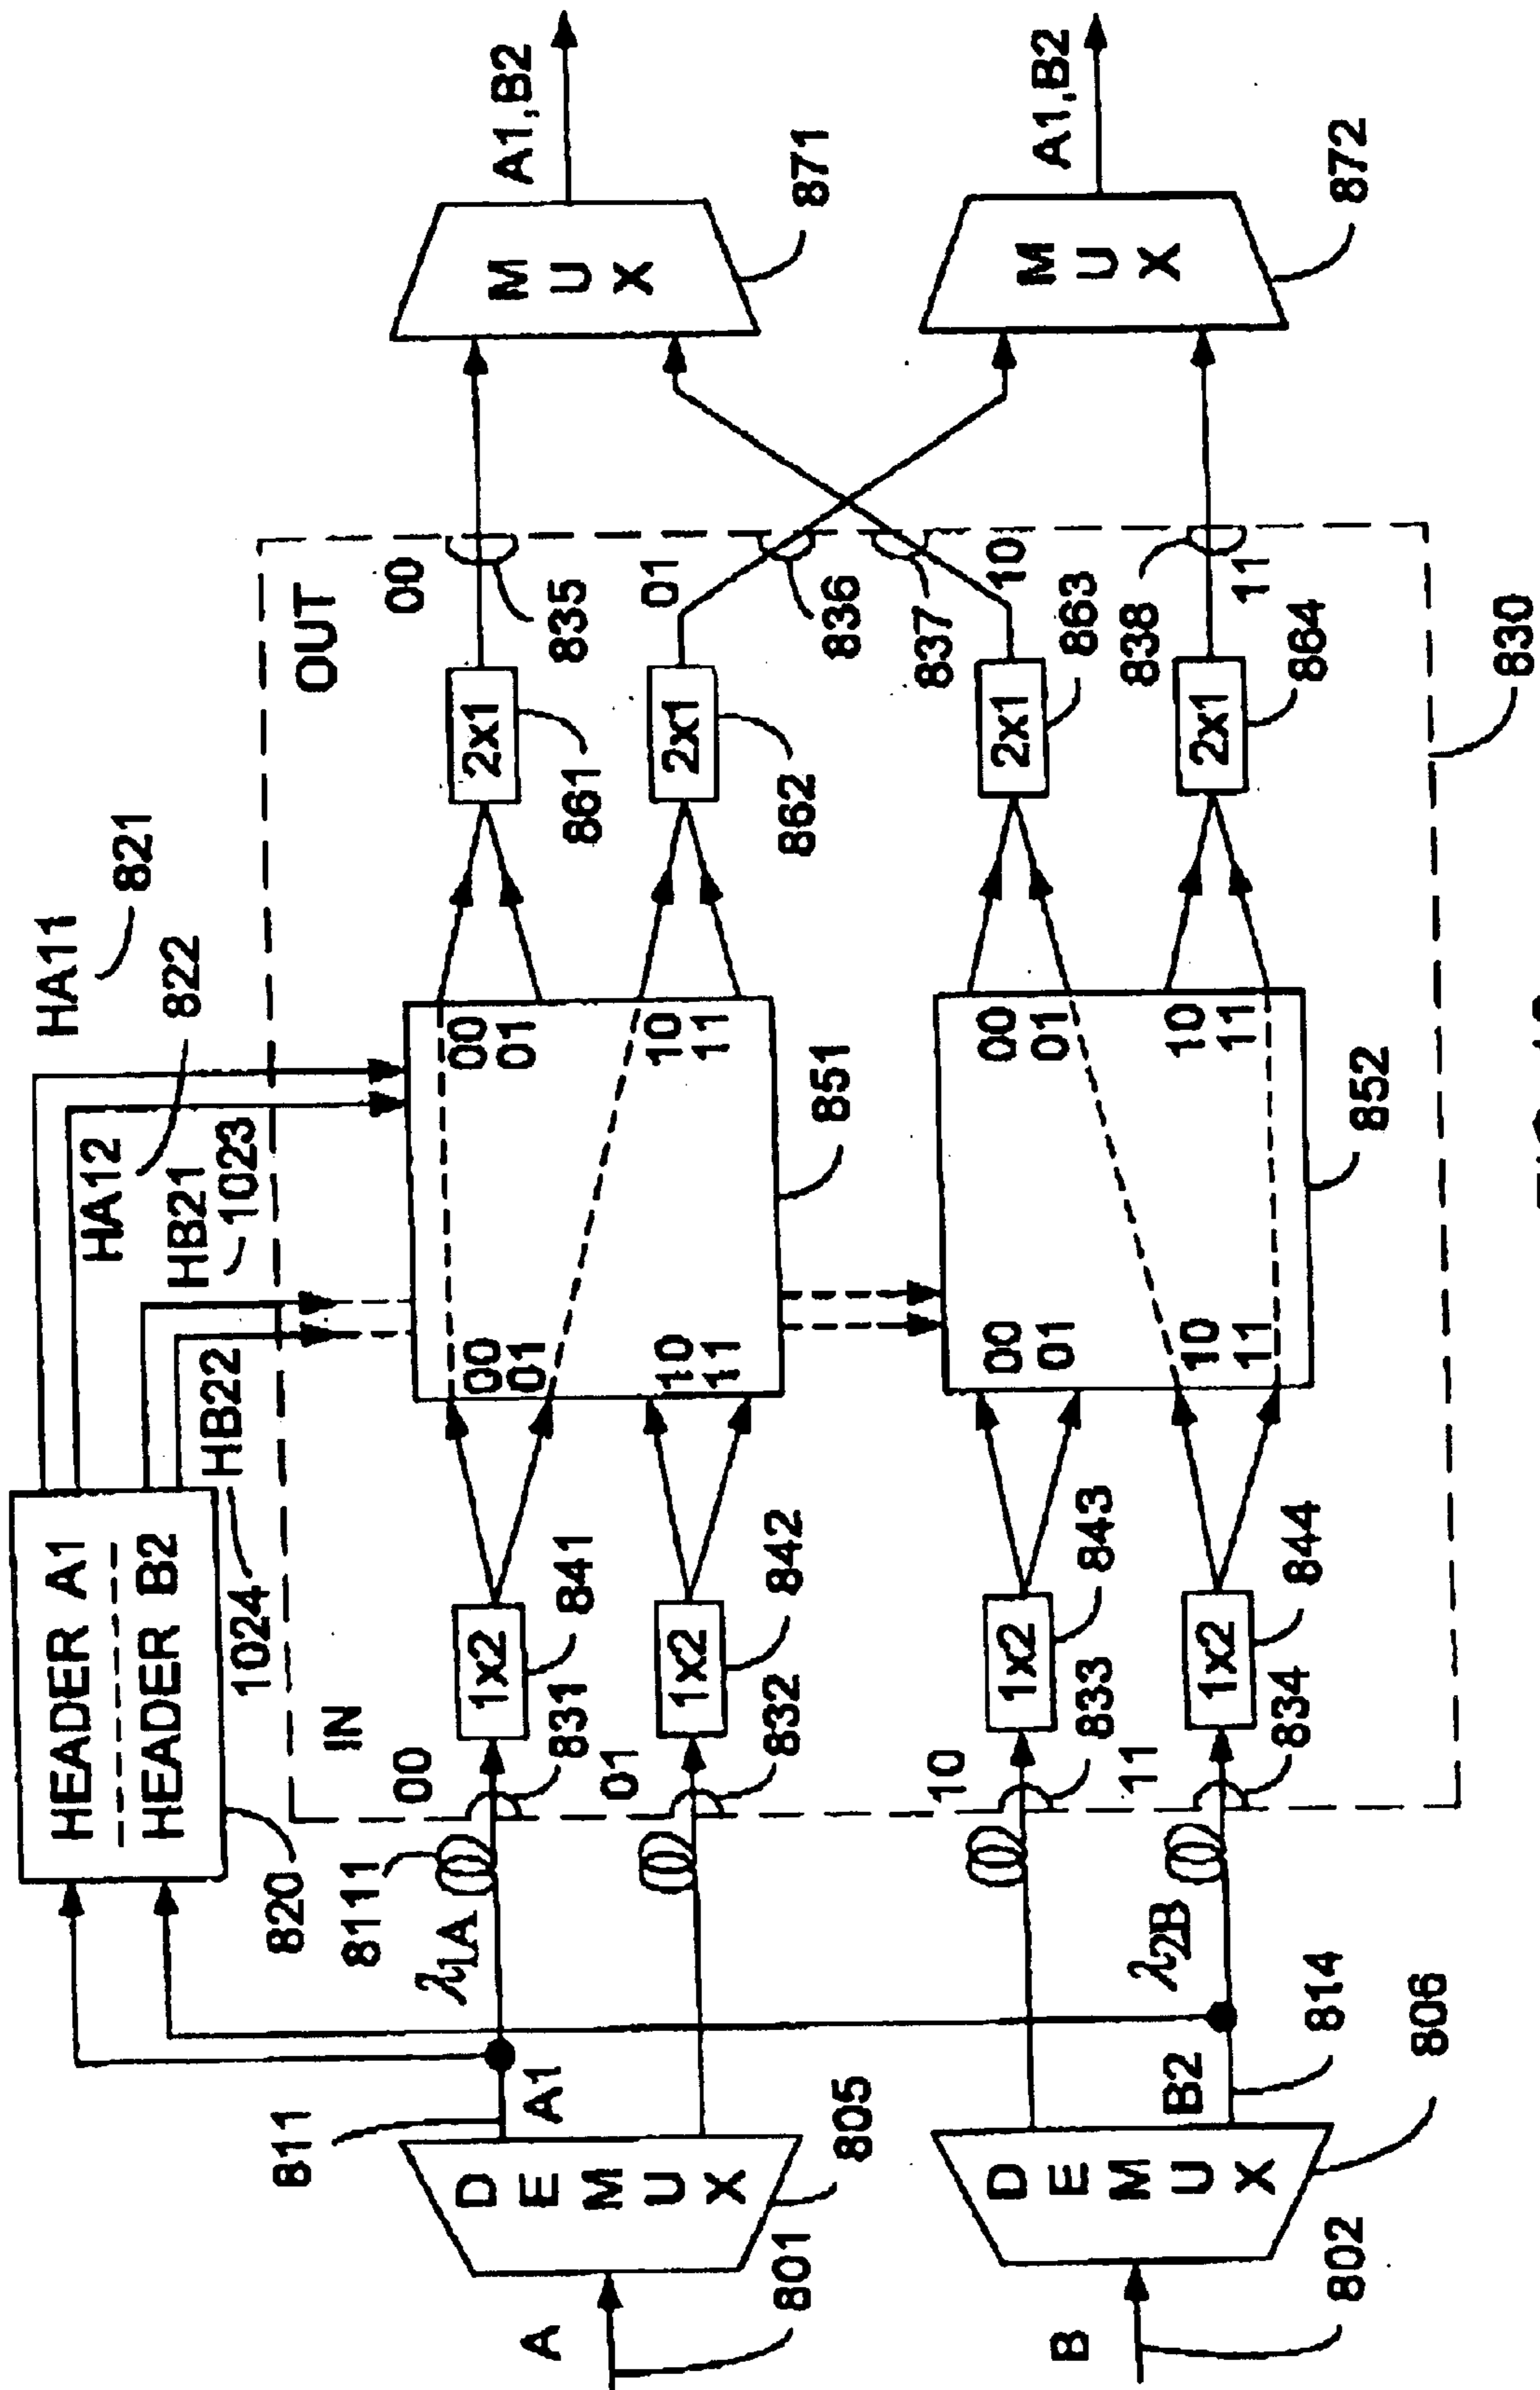 HEADER A1
HEADER B2
820
HA11
821
HA12
822
HB21
1023
HB22
1024
IN
OUT
A
801
DEMUX
805
811
A1
λ1A
8111
00
831
1x2
841
01
832
1x2
842
00
01
10
11
00
01
10
11
851
2x1
861
00
835
2x1
862
01
836
MUX
871
A1,B2
B
802
DEMUX
806
B2
814
λ2B
10
833
1x2
843
11
834
1x2
844
00
01
10
11
00
01
10
11
852
2x1
863
10
837
2x1
864
11
838
MUX
872
A1,B2
830